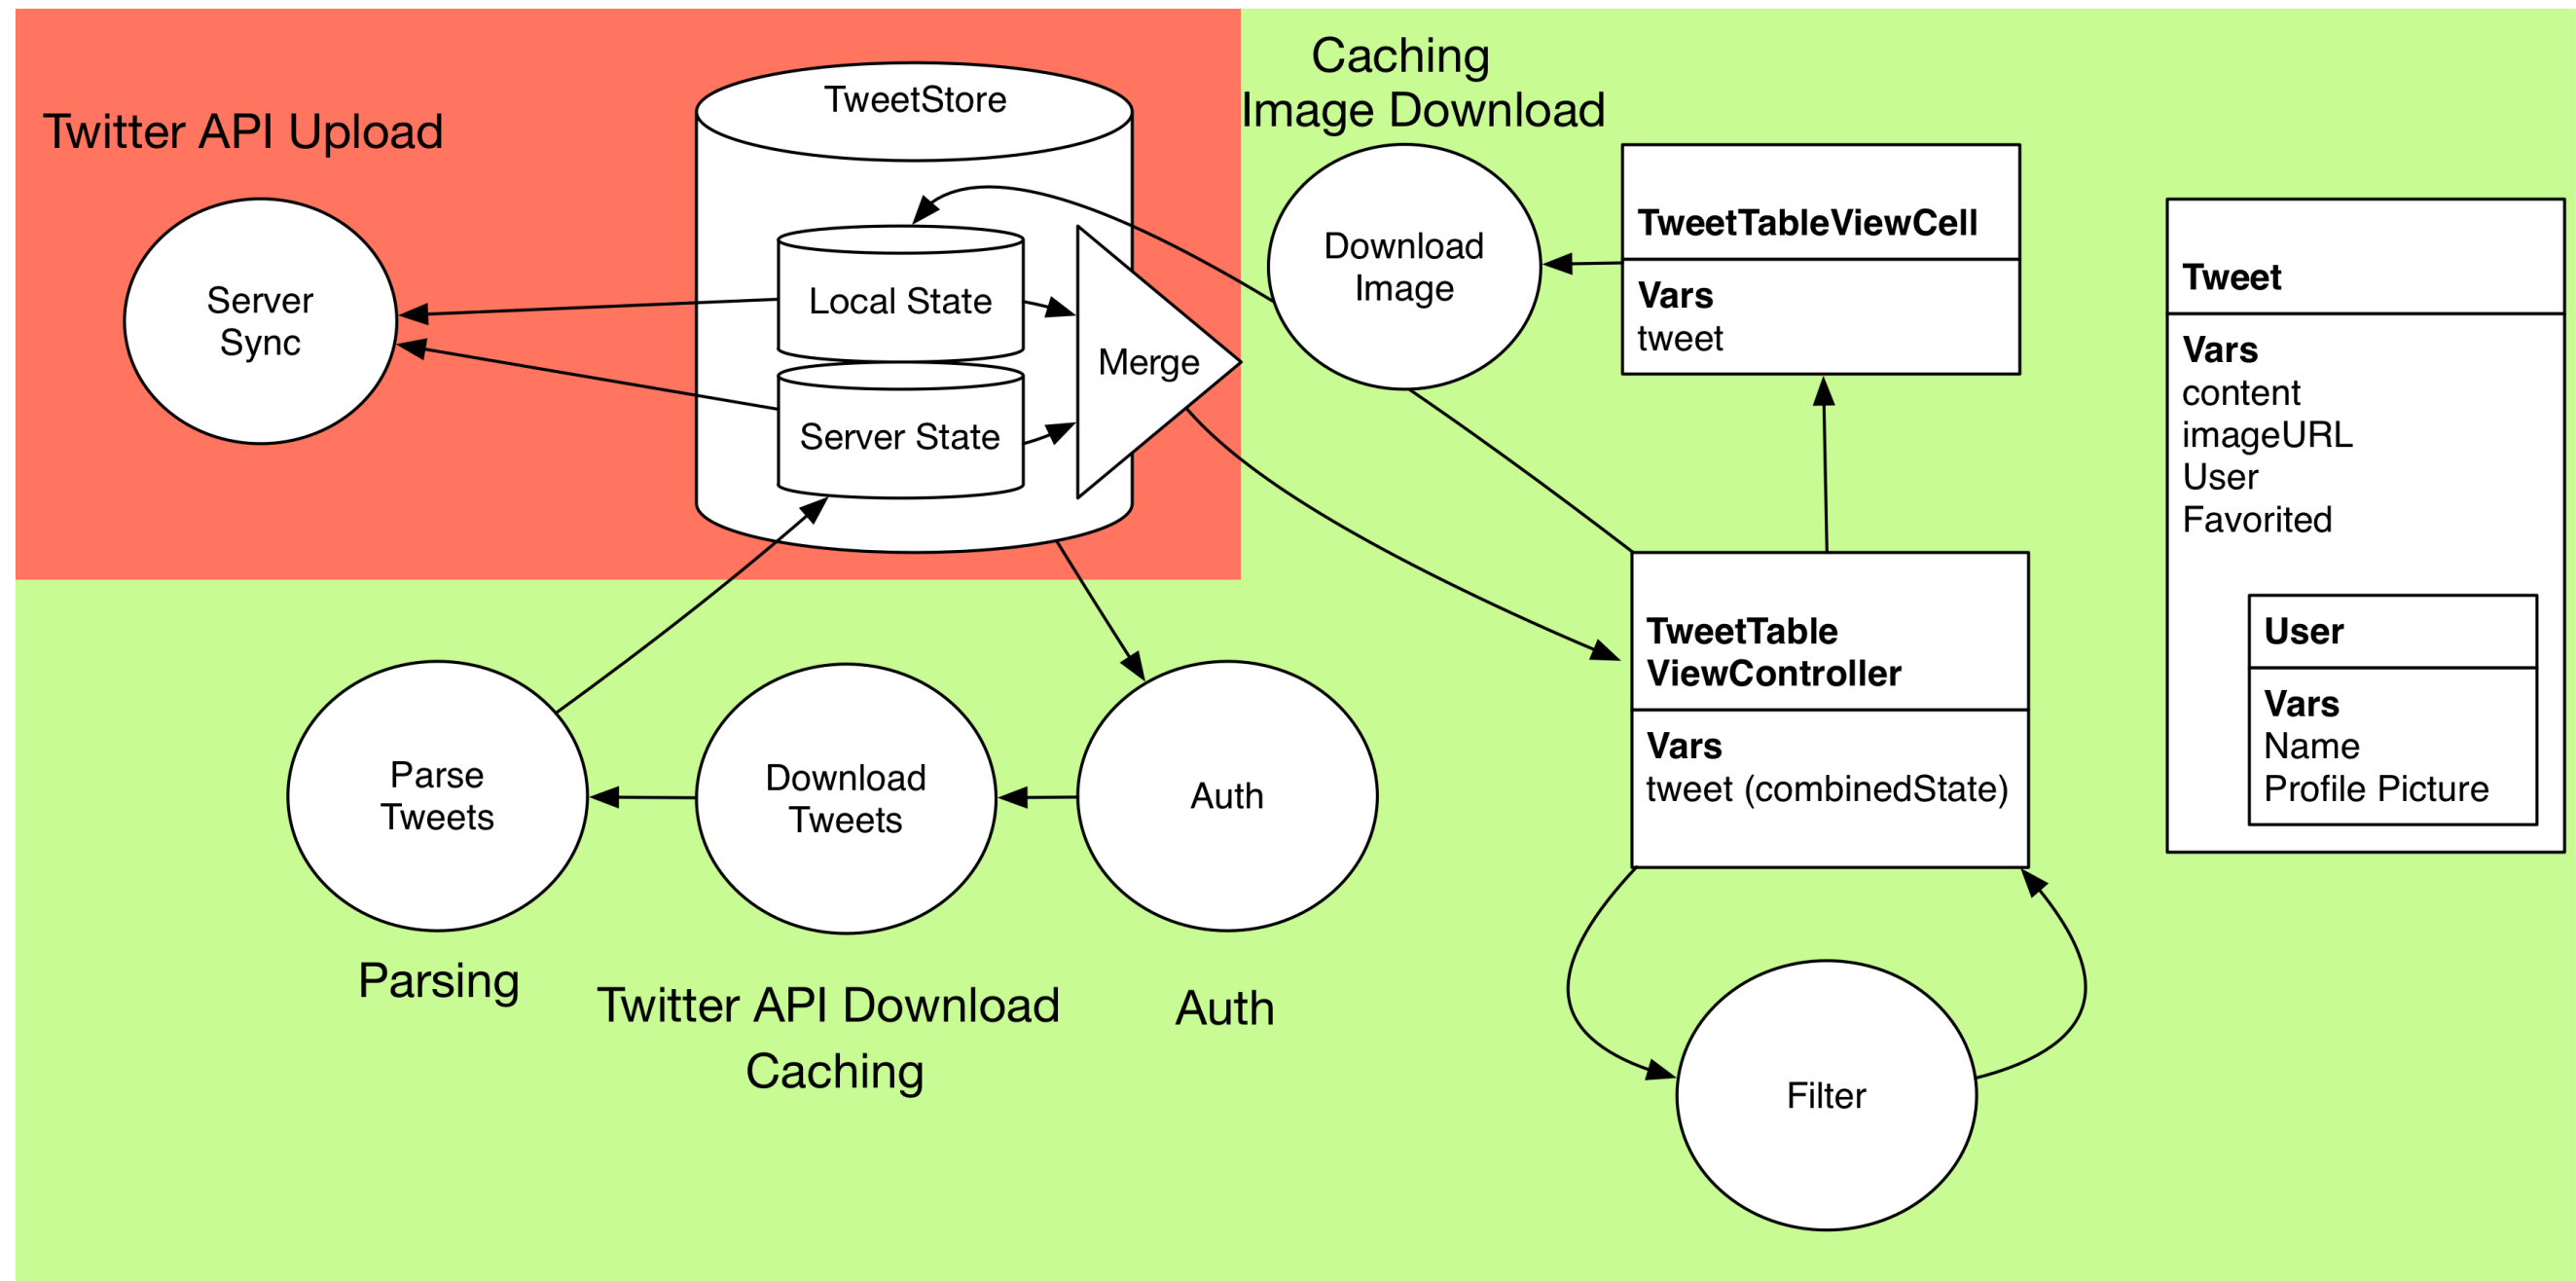 Twitter API Upload
Server
Sync
TweetStore
Local State
Server State
Merge
Caching
Image Download
Download
Image
TweetTableViewCell
Vars
tweet
Tweet
Vars
content
imageURL
User
Favorited
User
Vars
Name
Profile Picture
TweetTable
ViewController
Vars
tweet (combinedState)
Parse
Tweets
Download
Tweets
Auth
Parsing
Twitter API Download
Caching
Auth
Filter